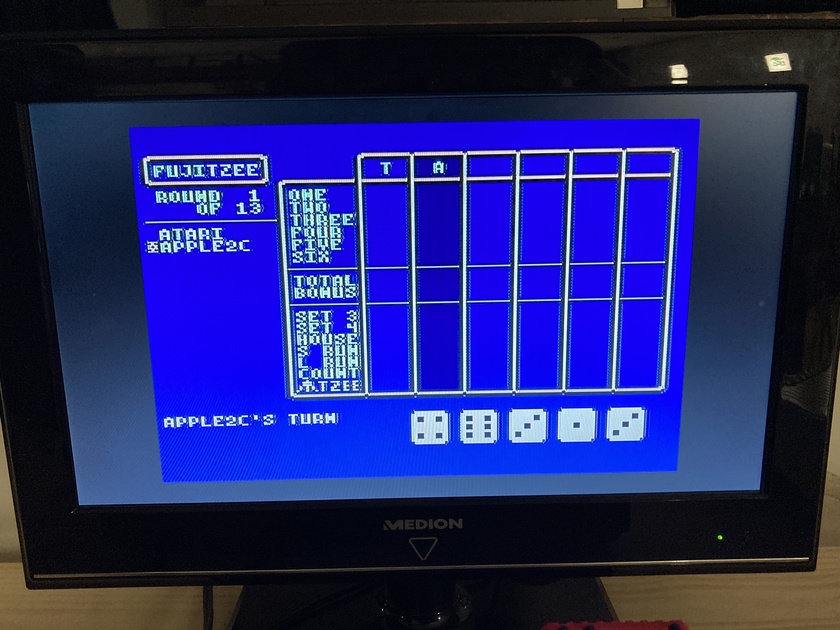 FUJITZEE
ROUND 1
OF 13
ATARI
APPLE2C
T A
ONE
TWO
THREE
FOUR
FIVE
SIX
TOTAL
BONUS
SET 3
SET 4
HOUSE
S RUN
L RUN
COUNT
TZEE
APPLE2C'S TURN
MEDION